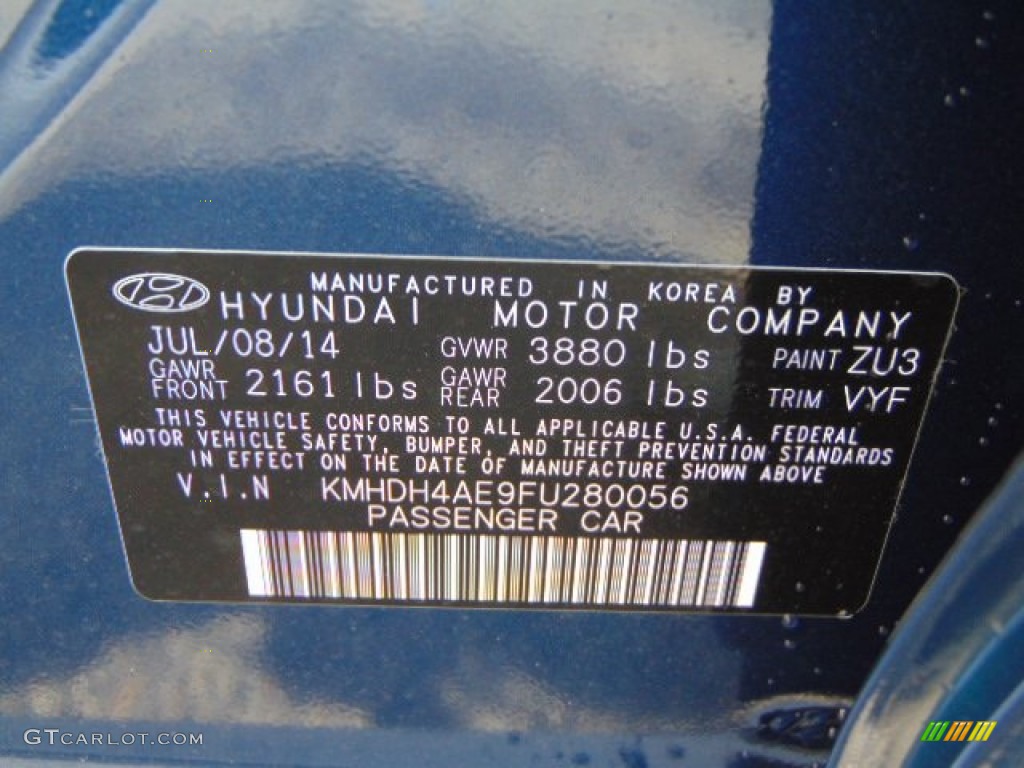 MANUFACTURED IN KOREA BY
HYUNDAI MOTOR COMPANY
JUL/08/14 GVWR 3880 lbs PAINT ZU3
GAWR FRONT 2161 lbs GAWR REAR 2006 lbs TRIM VYF
THIS VEHICLE CONFORMS TO ALL APPLICABLE U.S.A. FEDERAL
MOTOR VEHICLE SAFETY, BUMPER, AND THEFT PREVENTION STANDARDS
IN EFFECT ON THE DATE OF MANUFACTURE SHOWN ABOVE
V.I.N KMHDH4AE9FU280056
PASSENGER CAR
GTCARLOT.COM